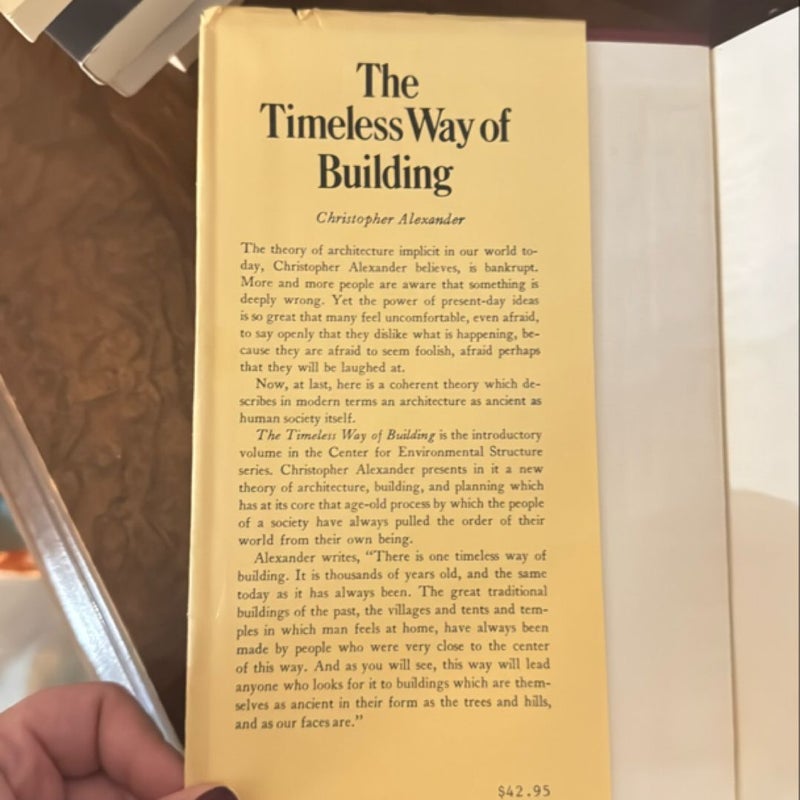 The
Timeless Way of
Building
Christopher Alexander
The theory of architecture implicit in our world to-
day, Christopher Alexander believes, is bankrupt.
More and more people are aware that something is
deeply wrong. Yet the power of present-day ideas
is so great that many feel uncomfortable, even afraid,
to say openly that they dislike what is happening, be-
cause they are afraid to seem foolish, afraid perhaps
that they will be laughed at.
Now, at last, here is a coherent theory which de-
scribes in modern terms an architecture as ancient as
human society itself.
The Timeless Way of Building is the introductory
volume in the Center for Environmental Structure
series. Christopher Alexander presents in it a new
theory of architecture, building, and planning which
has at its core that age-old process by which the people
of a society have always pulled the order of their
world from their own being.
Alexander writes, “There is one timeless way of
building. It is thousands of years old, and the same
today as it has always been. The great traditional
buildings of the past, the villages and tents and tem-
ples in which man feels at home, have always been
made by people who were very close to the center
of this way. And as you will see, this way will lead
anyone who looks for it to buildings which are them-
selves as ancient in their form as the trees and hills,
and as our faces are.”
$42.95